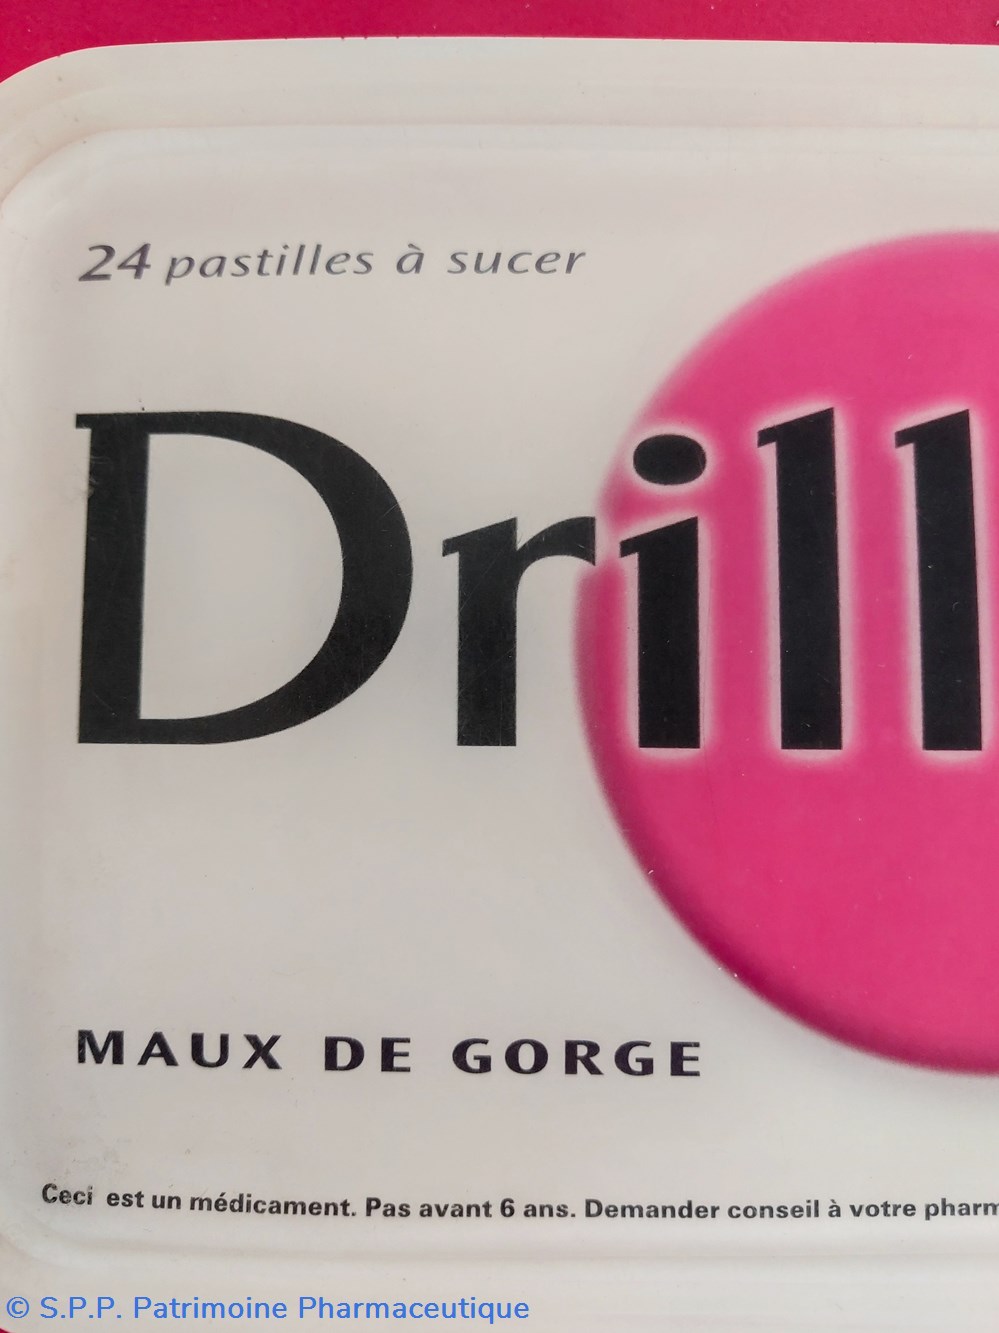 24 pastilles à sucer
Drill
MAUX DE GORGE
Ceci est un médicament. Pas avant 6 ans. Demander conseil à votre pharm
© S.P.P. Patrimoine Pharmaceutique